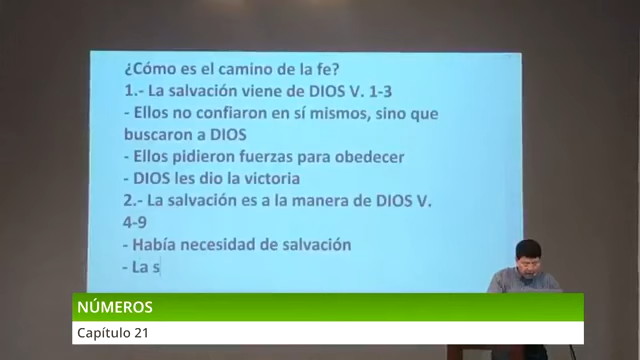 ¿Cómo es el camino de la fe?
1.- La salvación viene de DIOS V. 1-3
- Ellos no confiaron en sí mismos, sino que
buscaron a DIOS
- Ellos pidieron fuerzas para obedecer
- DIOS les dio la victoria
2.- La salvación es a la manera de DIOS V.
4-9
- Había necesidad de salvación
- La s
NÚMEROS
Capítulo 21